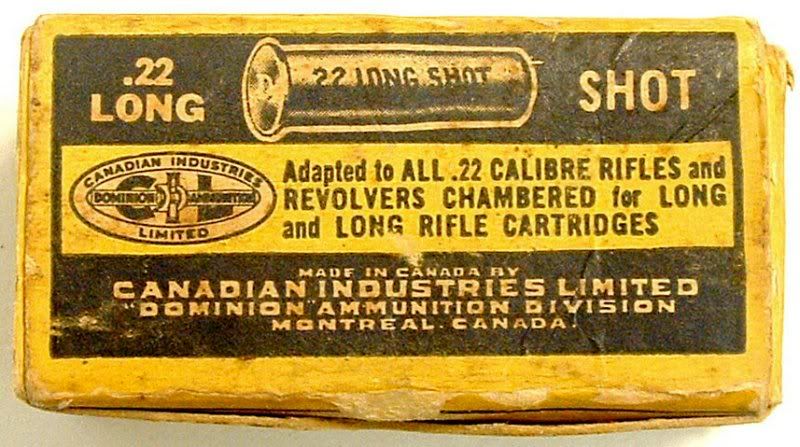 .22 LONG
.22 LONG SHOT
SHOT
CANADIAN INDUSTRIES
DOMINION AMMUNITION
CIL
LIMITED
Adapted to ALL .22 CALIBRE RIFLES and
REVOLVERS CHAMBERED for LONG
and LONG RIFLE CARTRIDGES
MADE IN CANADA BY
CANADIAN INDUSTRIES LIMITED
"DOMINION" AMMUNITION DIVISION
MONTREAL. CANADA.